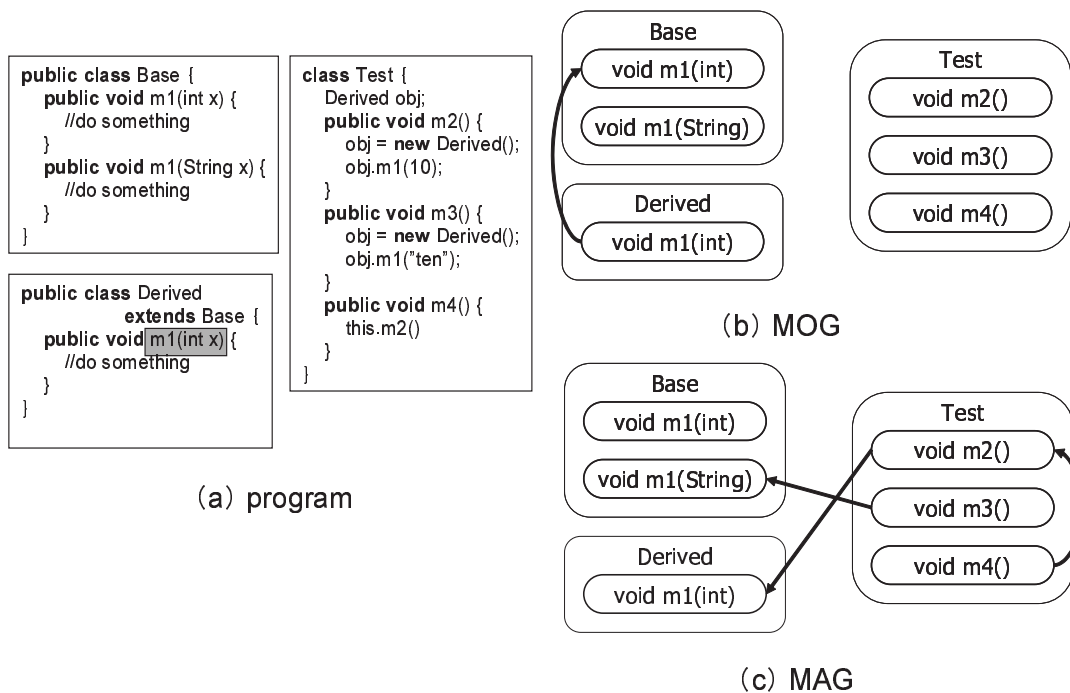 public class Base {
public void m1(int x) {
//do something
}
public void m1(String x) {
//do something
}
}
public class Derived
extends Base {
public void m1(int x) {
//do something
}
}
class Test {
Derived obj;
public void m2() {
obj = new Derived();
obj.m1(10);
}
public void m3() {
obj = new Derived();
obj.m1("ten");
}
public void m4() {
this.m2()
}
}
(a) program
Base
void m1(int)
void m1(String)
Derived
void m1(int)
Test
void m2()
void m3()
void m4()
(b) MOG
Base
void m1(int)
void m1(String)
Derived
void m1(int)
Test
void m2()
void m3()
void m4()
(c) MAG